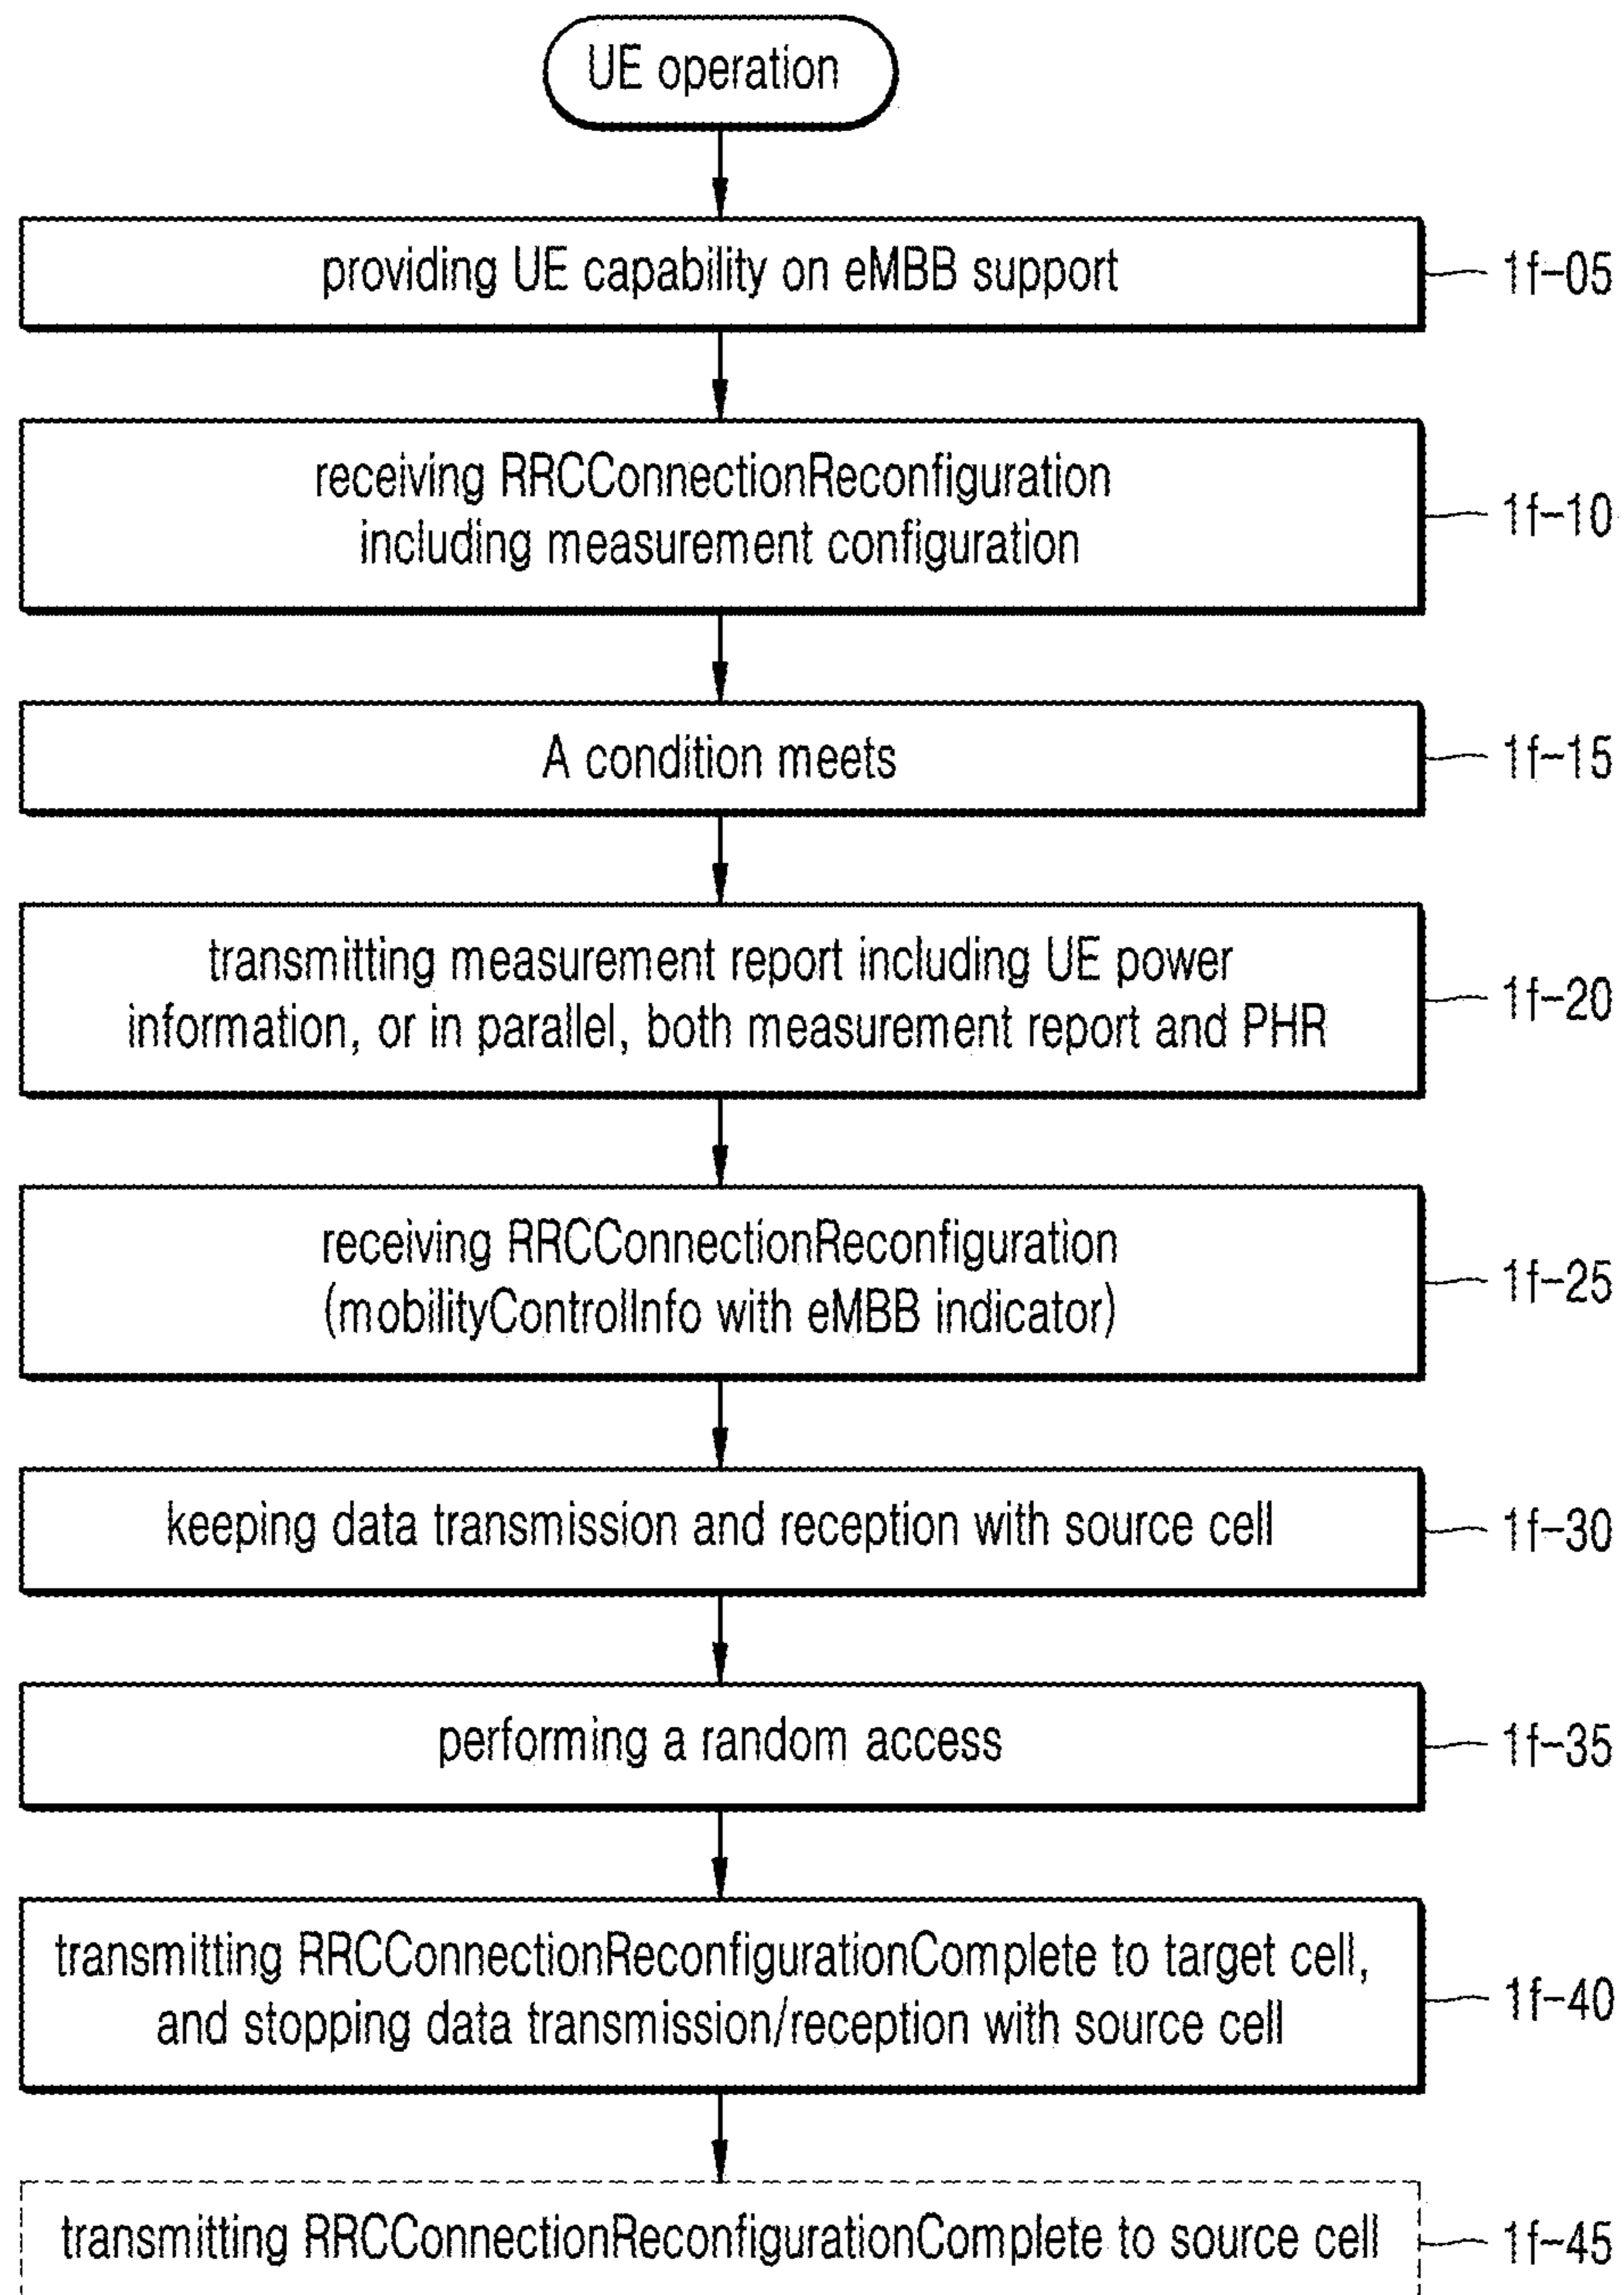 UE operation
providing UE capability on eMBB support
1f-05
receiving RRCConnectionReconfiguration
including measurement configuration
1f-10
A condition meets
1f-15
transmitting measurement report including UE power
information, or in parallel, both measurement report and PHR
1f-20
receiving RRCConnectionReconfiguration
(mobilityControlInfo with eMBB indicator)
1f-25
keeping data transmission and reception with source cell
1f-30
performing a random access
1f-35
transmitting RRCConnectionReconfigurationComplete to target cell,
and stopping data transmission/reception with source cell
1f-40
transmitting RRCConnectionReconfigurationComplete to source cell
1f-45